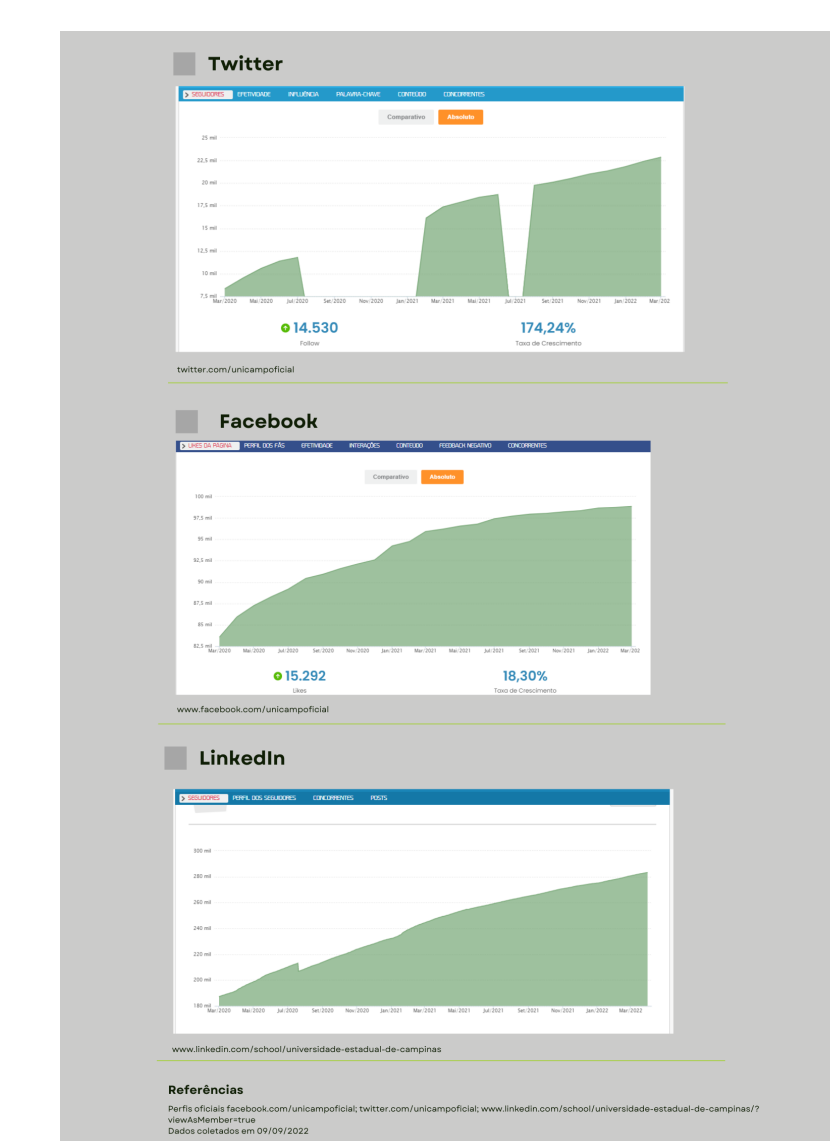 Twitter
SEGUIDORES EFETIVIDADE INFLUÊNCIA PALAVRA-CHAVE CONTEÚDO CONCORRENTES
Comparativo Absoluto
25 mil
22,5 mil
20 mil
17,5 mil
15 mil
12,5 mil
10 mil
7,5 mil
Mar/2020 Mai/2020 Jul/2020 Set/2020 Nov/2020 Jan/2021 Mar/2021 Mai/2021 Jul/2021 Set/2021 Nov/2021 Jan/2022 Mar/202
14.530 174,24%
Follow Taxa de Crescimento
twitter.com/unicampoficial
Facebook
LIKES DA PÁGINA PERFIL DOS FÃS EFETIVIDADE INTERAÇÕES CONTEÚDO FEEDBACK NEGATIVO CONCORRENTES
Comparativo Absoluto
100 mil
97,5 mil
95 mil
92,5 mil
90 mil
87,5 mil
85 mil
82,5 mil
Mar/2020 Mai/2020 Jul/2020 Set/2020 Nov/2020 Jan/2021 Mar/2021 Mai/2021 Jul/2021 Set/2021 Nov/2021 Jan/2022 Mar/202
15.292 18,30%
Likes Taxa de Crescimento
www.facebook.com/unicampoficial
LinkedIn
SEGUIDORES PERFIL DOS SEGUIDORES CONCORRENTES POSTS
300 mil
280 mil
260 mil
240 mil
220 mil
200 mil
180 mil
Mar/2020 Mai/2020 Jul/2020 Set/2020 Nov/2020 Jan/2021 Mar/2021 Mai/2021 Jul/2021 Set/2021 Nov/2021 Jan/2022 Mar/2022
www.linkedin.com/school/universidade-estadual-de-campinas
Referências
Perfis oficiais facebook.com/unicampoficial; twitter.com/unicampoficial; www.linkedin.com/school/universidade-estadual-de-campinas/?
viewAsMember=true
Dados coletados em 09/09/2022